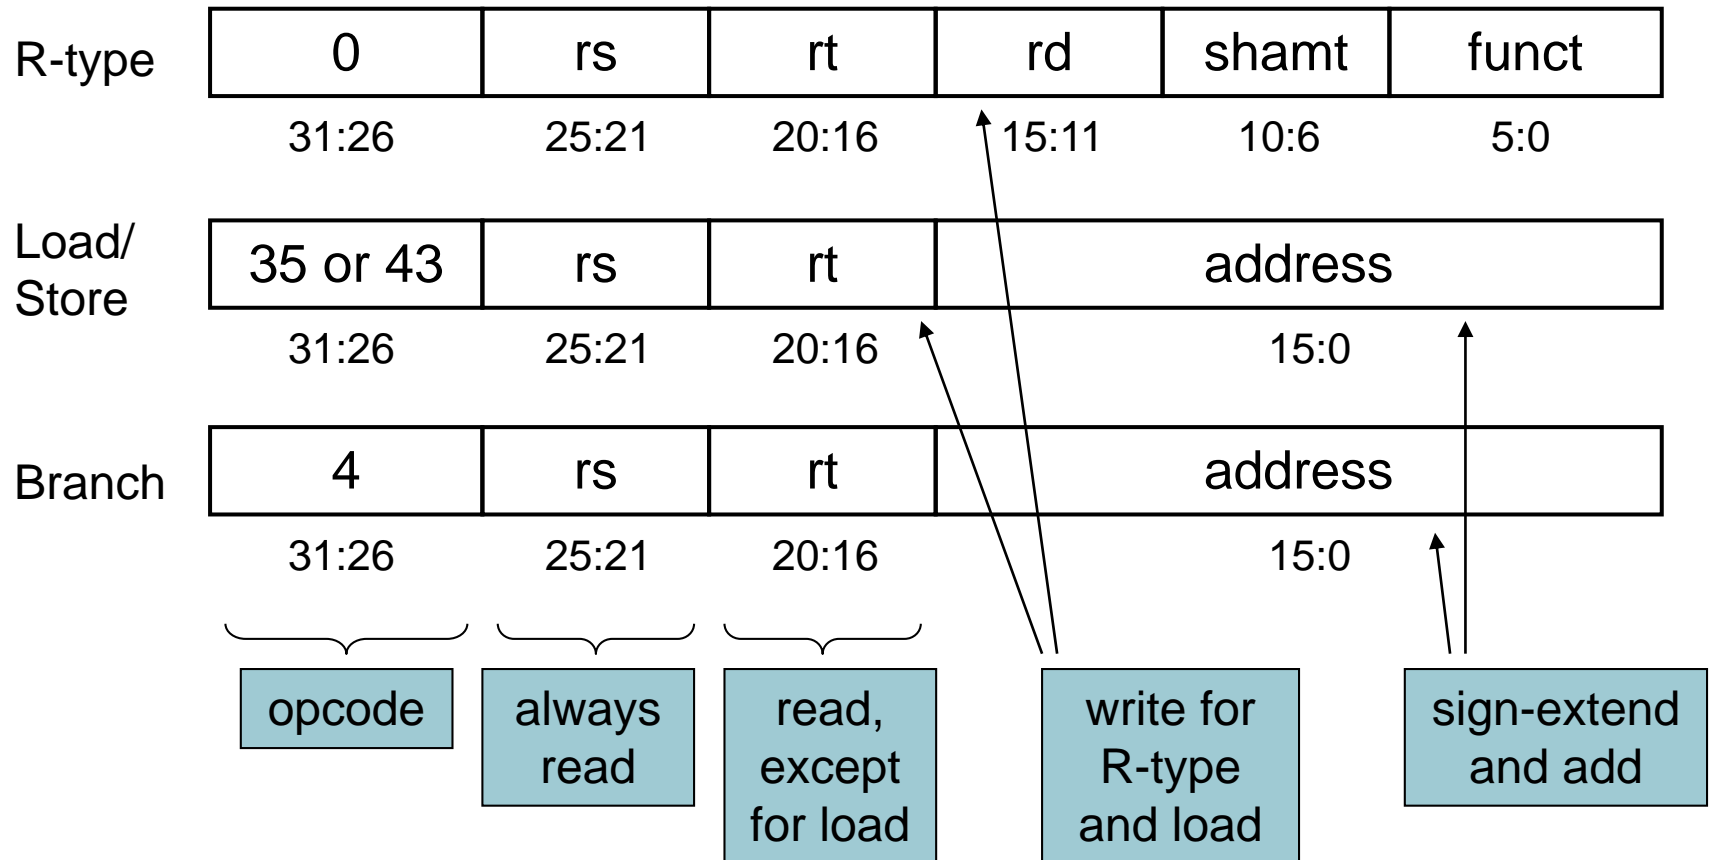 R-type 0 rs rt rd shamt funct
31:26 25:21 20:16 15:11 10:6 5:0
Load/
Store 35 or 43 rs rt address
31:26 25:21 20:16 15:0
Branch 4 rs rt address
31:26 25:21 20:16 15:0
opcode
always
read
read,
except
for load
write for
R-type
and load
sign-extend
and add